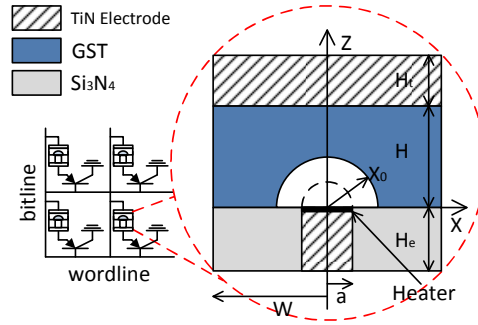 TiN Electrode
GST
Si₃N₄
Z
Hₜ
H
X₀
X
Hₑ
bitline
wordline
W
a
Heater